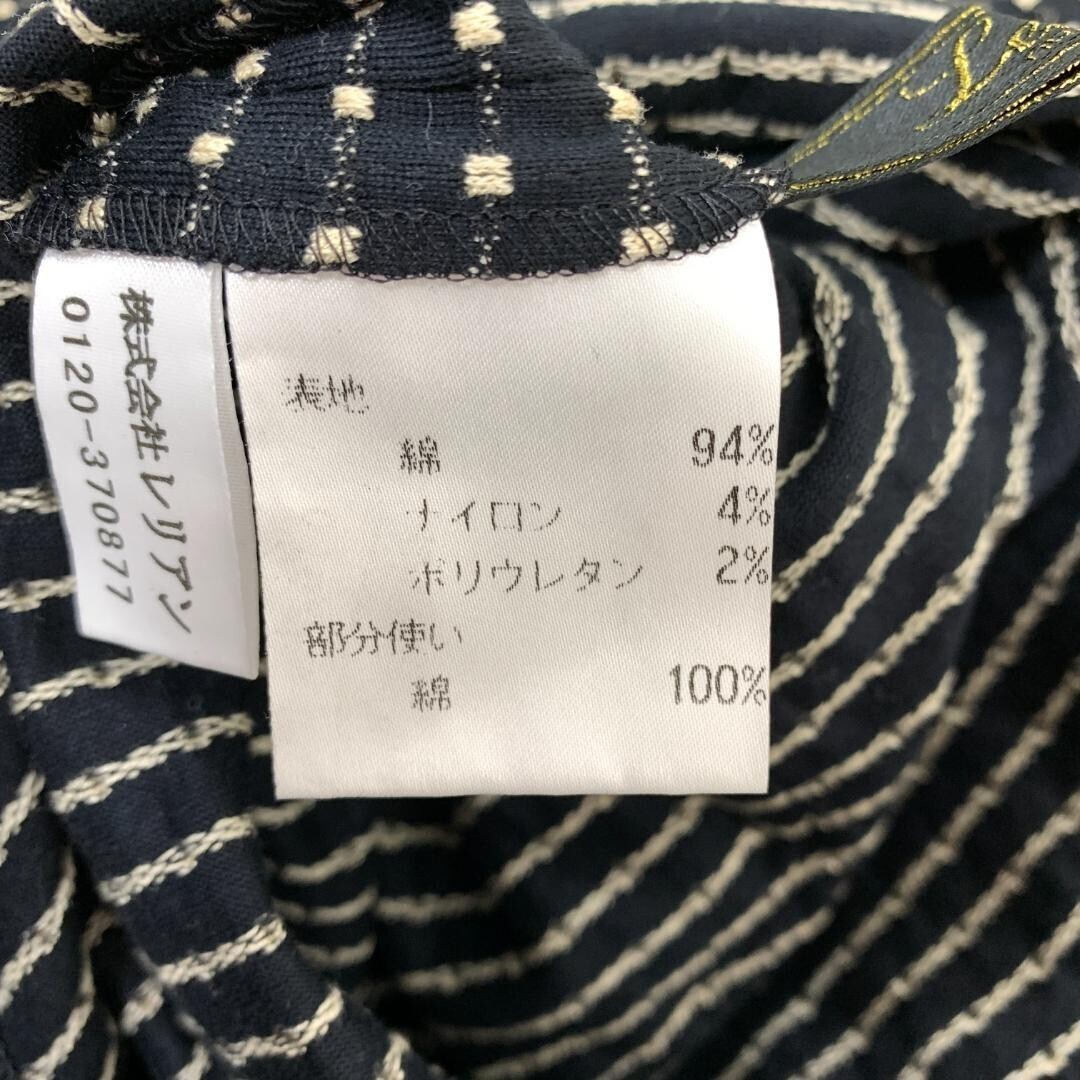 株式会社レリアン
0120-370877
表地
綿 94%
ナイロン 4%
ポリウレタン 2%
部分使い
綿 100%